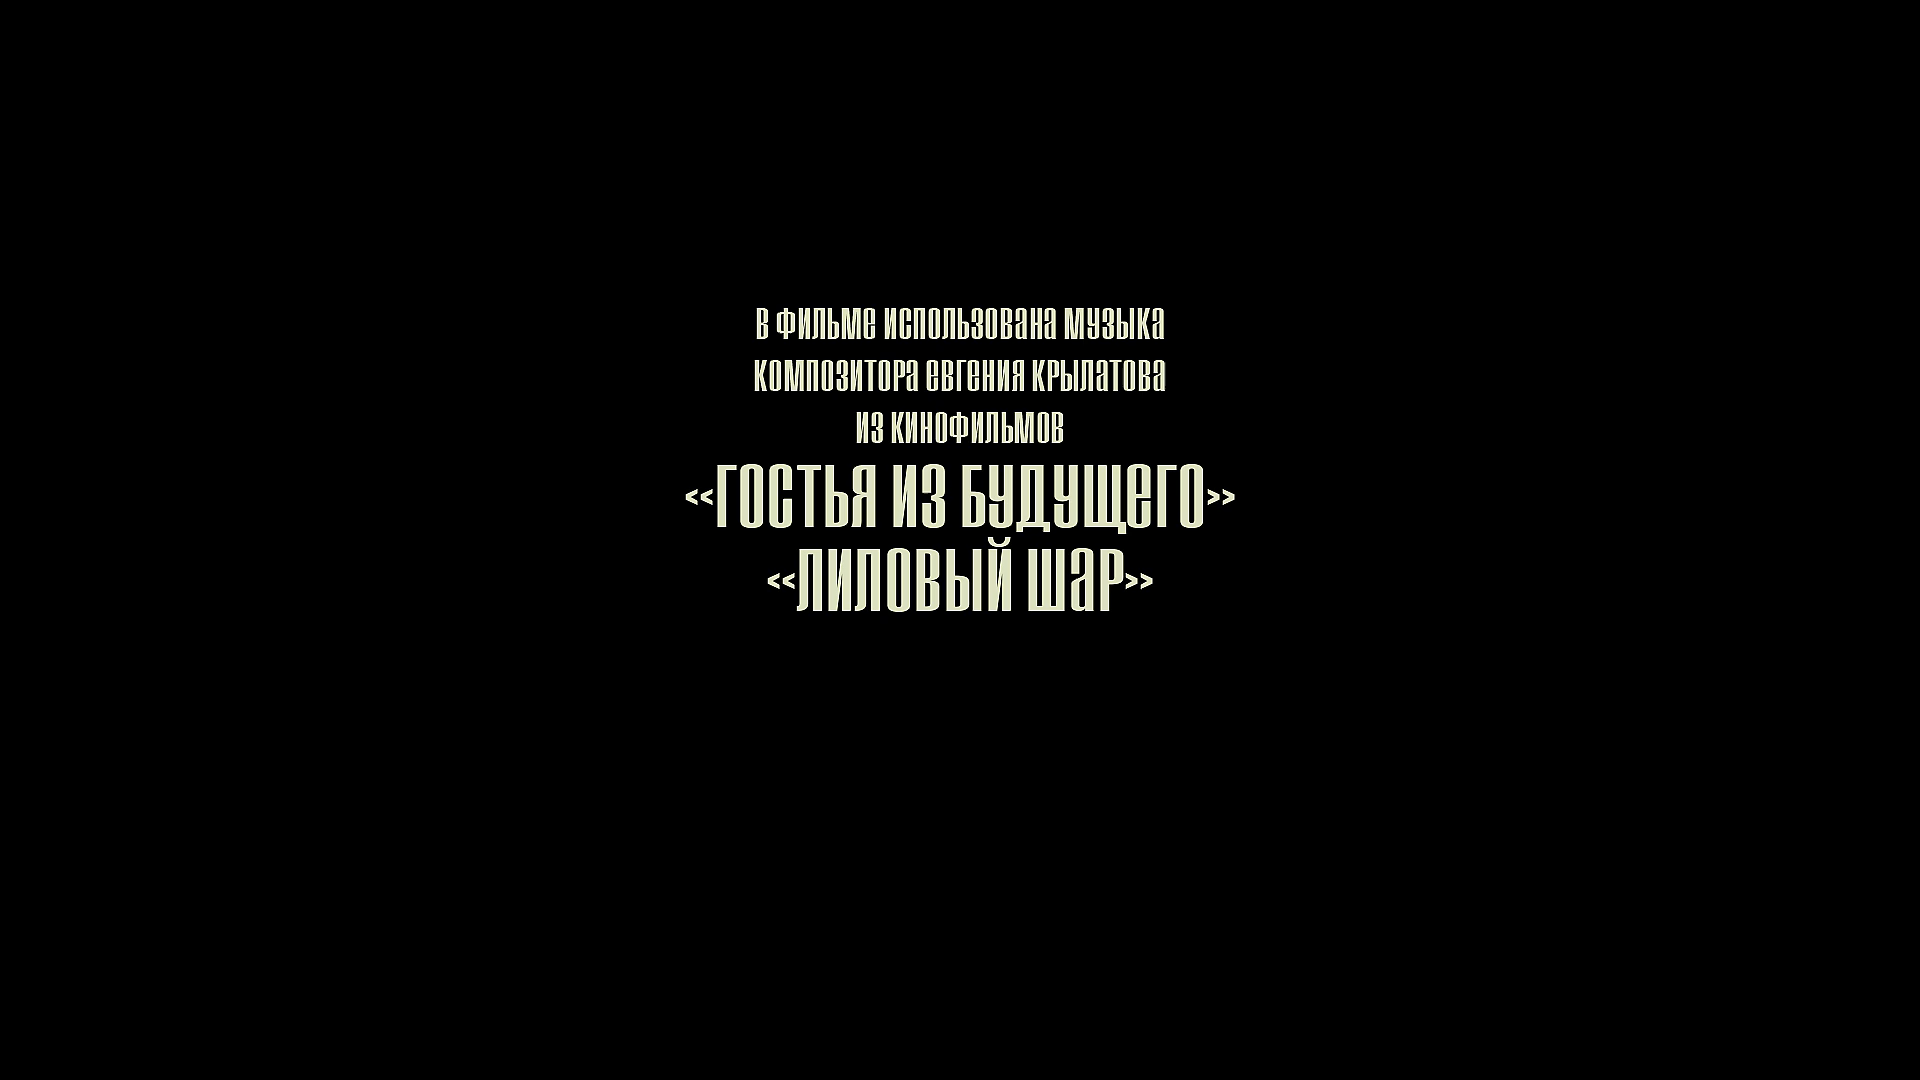 В ФИЛЬМЕ ИСПОЛЬЗОВАНА МУЗЫКА
КОМПОЗИТОРА ЕВГЕНИЯ КРЫЛАТОВА
ИЗ КИНОФИЛЬМОВ
«ГОСТЬЯ ИЗ БУДУЩЕГО»
«ЛИЛОВЫЙ ШАР»